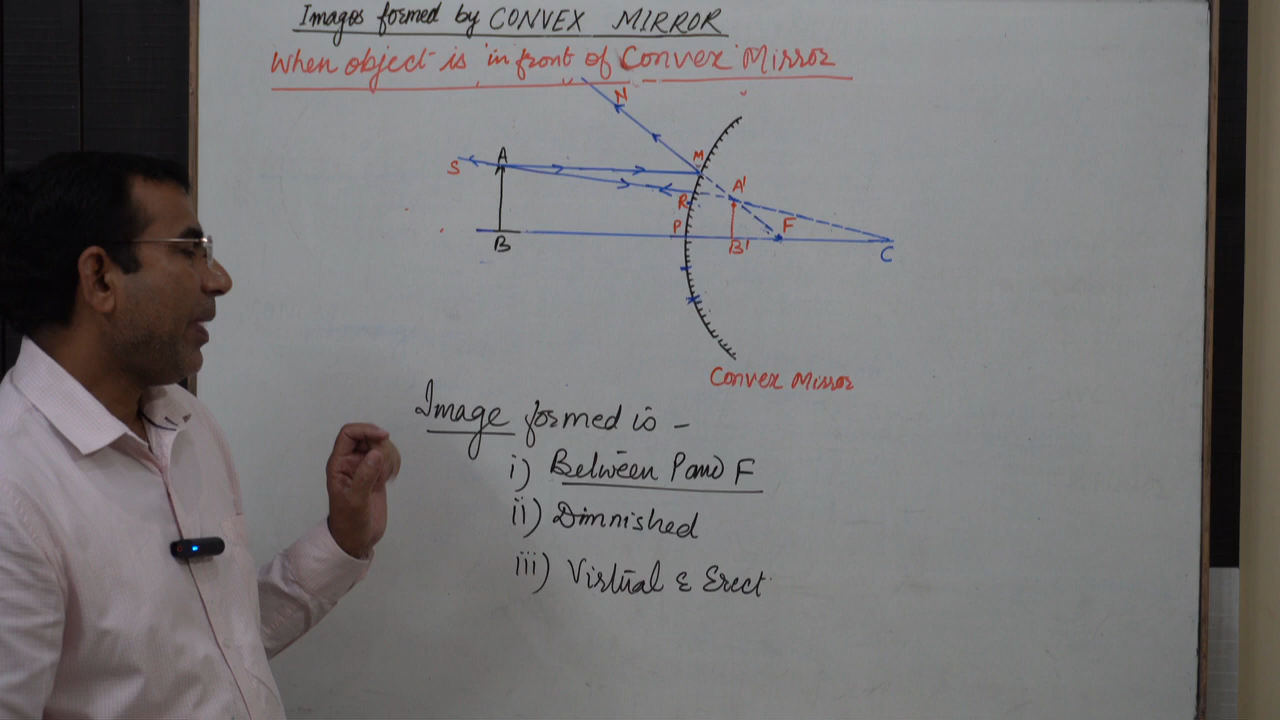 Images formed by CONVEX MIRROR
When object is in front of Convex Mirror
N
S A M A'
R
P F
B B' C
Convex Mirror
Image formed is -
i) Between P and F
ii) Diminished
iii) Virtual & Erect